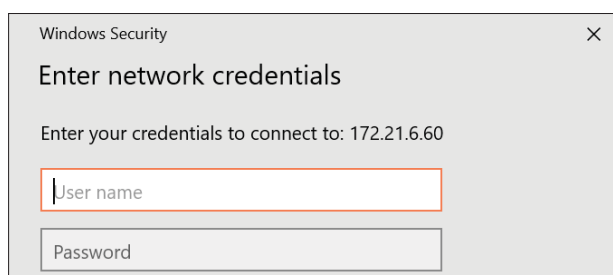 Windows Security
Enter network credentials
Enter your credentials to connect to: 172.21.6.60
User name
Password